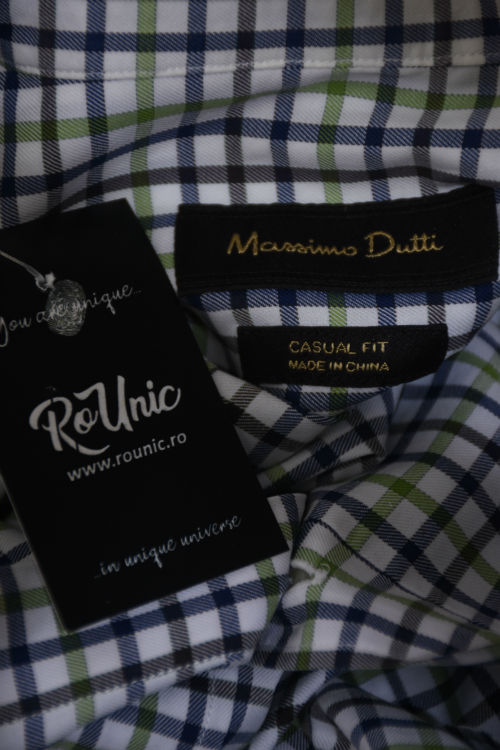 Massimo Dutti
CASUAL FIT
MADE IN CHINA
You are unique...
RoUnic
www.rounic.ro
...in unique universe